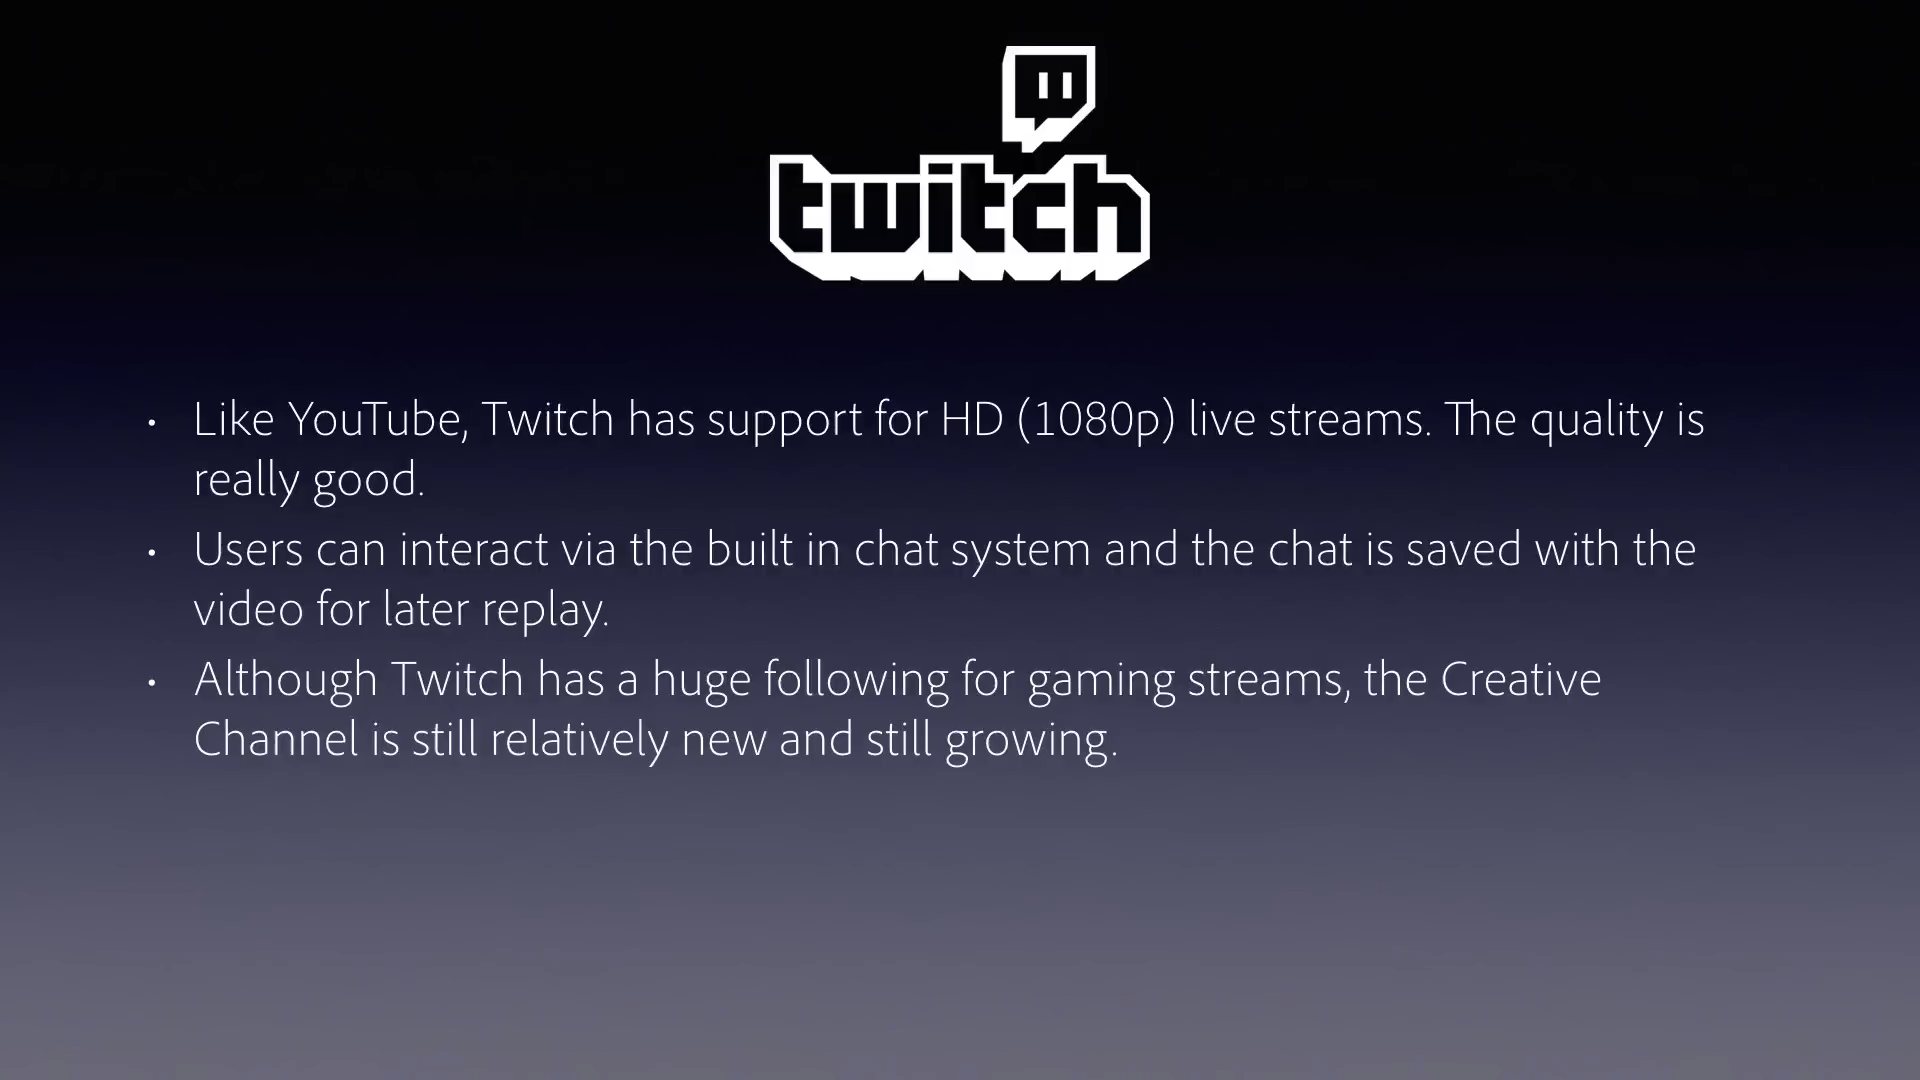 twitch
• Like YouTube, Twitch has support for HD (1080p) live streams. The quality is
really good.
• Users can interact via the built in chat system and the chat is saved with the
video for later replay.
• Although Twitch has a huge following for gaming streams, the Creative
Channel is still relatively new and still growing.